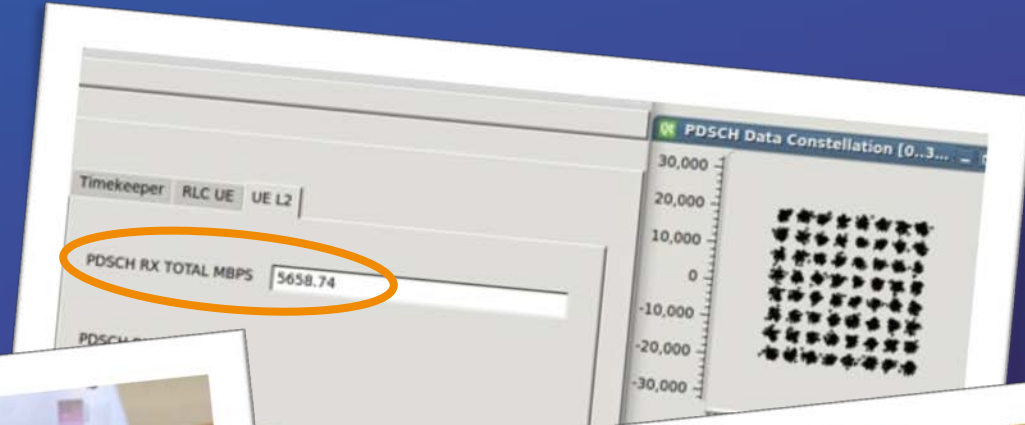 Timekeeper RLC UE UE L2
PDSCH RX TOTAL MBPS 5658.74
PDSCH
PDSCH Data Constellation [0..3...
30,000
20,000
10,000
0
-10,000
-20,000
-30,000